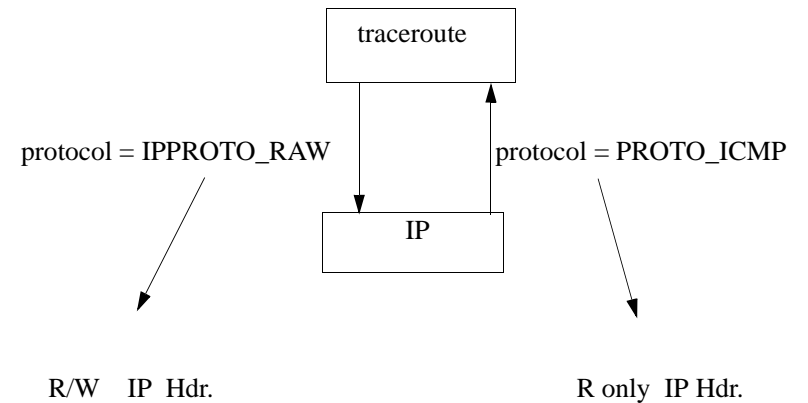 traceroute
protocol = IPPROTO_RAW
protocol = PROTO_ICMP
IP
R/W IP Hdr.
R only IP Hdr.